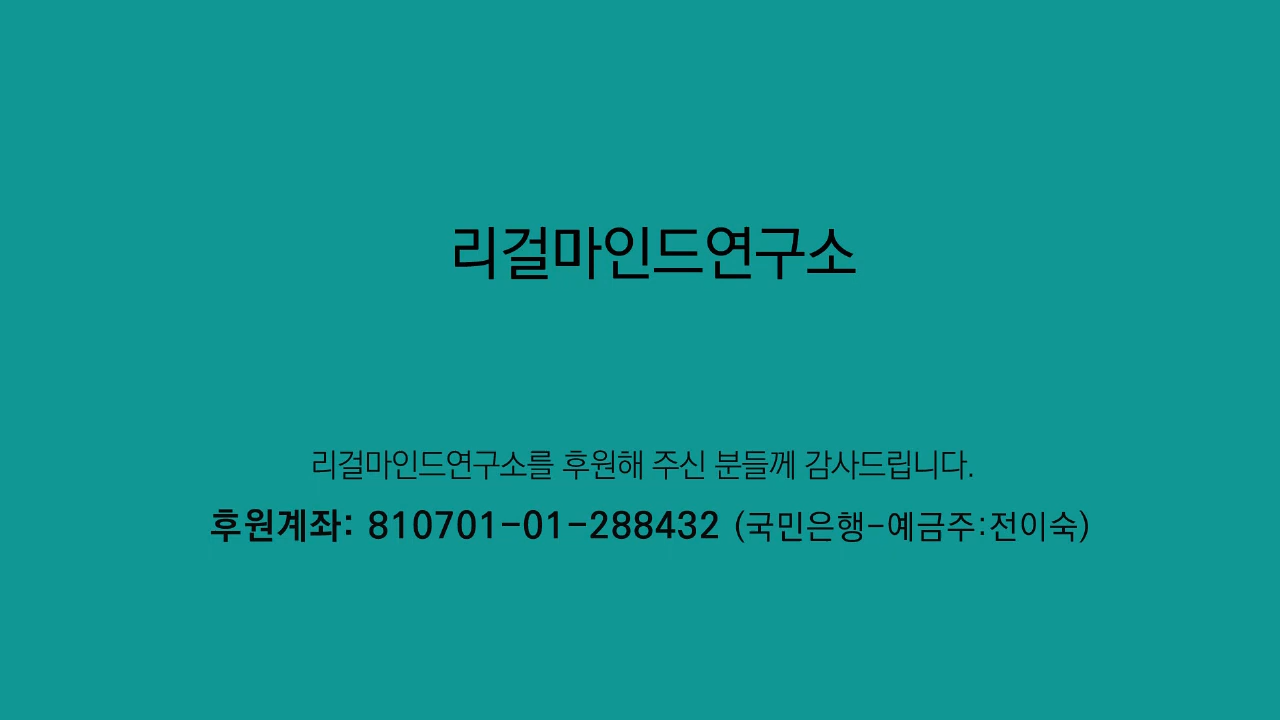 리걸마인드연구소
리걸마인드연구소를 후원해 주신 분들께 감사드립니다.
후원계좌: 810701-01-288432 (국민은행-예금주:전이숙)